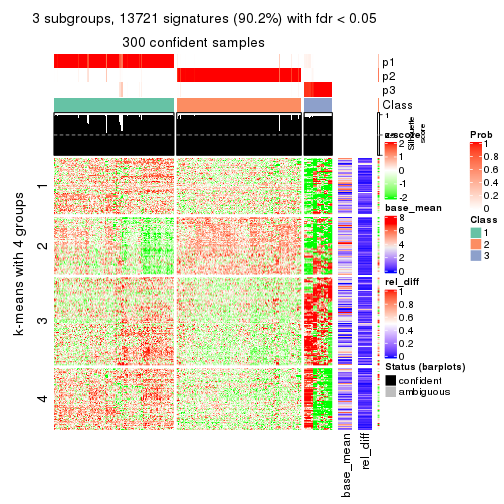 3 subgroups, 13721 signatures (90.2%) with fdr < 0.05
300 confident samples
p1
p2
p3
Class
1
Silhouette
score
k-means with 4 groups
1
2
3
4
base_mean
rel_diff
z-score
2
1
0
-1
-2
base_mean
8
6
4
2
0
rel_diff
1
0.8
0.6
0.4
0.2
0
Status (barplots)
confident
ambiguous
Prob
1
0.8
0.6
0.4
0.2
0
Class
1
2
3